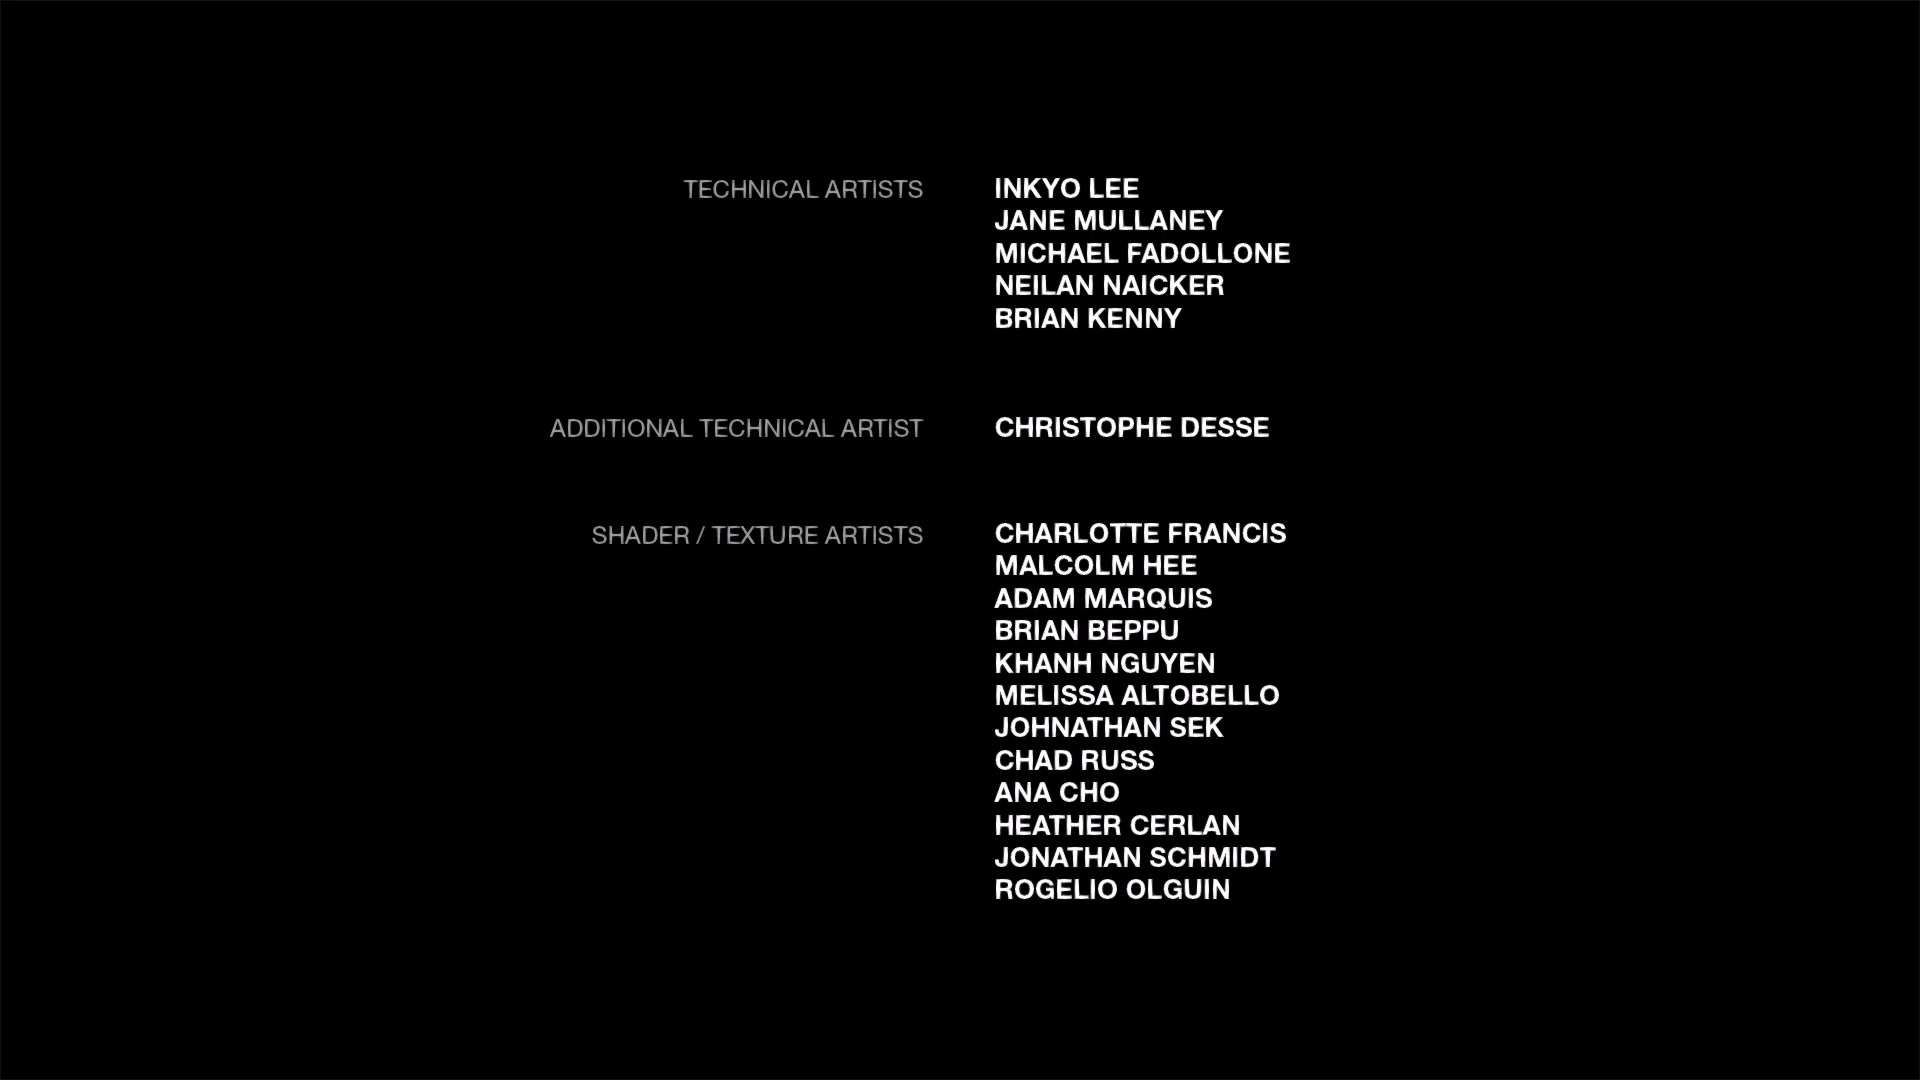 TECHNICAL ARTISTS INKYO LEE
JANE MULLANEY
MICHAEL FADOLLONE
NEILAN NAICKER
BRIAN KENNY
ADDITIONAL TECHNICAL ARTIST CHRISTOPHE DESSE
SHADER / TEXTURE ARTISTS CHARLOTTE FRANCIS
MALCOLM HEE
ADAM MARQUIS
BRIAN BEPPU
KHANH NGUYEN
MELISSA ALTOBELLO
JOHNATHAN SEK
CHAD RUSS
ANA CHO
HEATHER CERLAN
JONATHAN SCHMIDT
ROGELIO OLGUIN